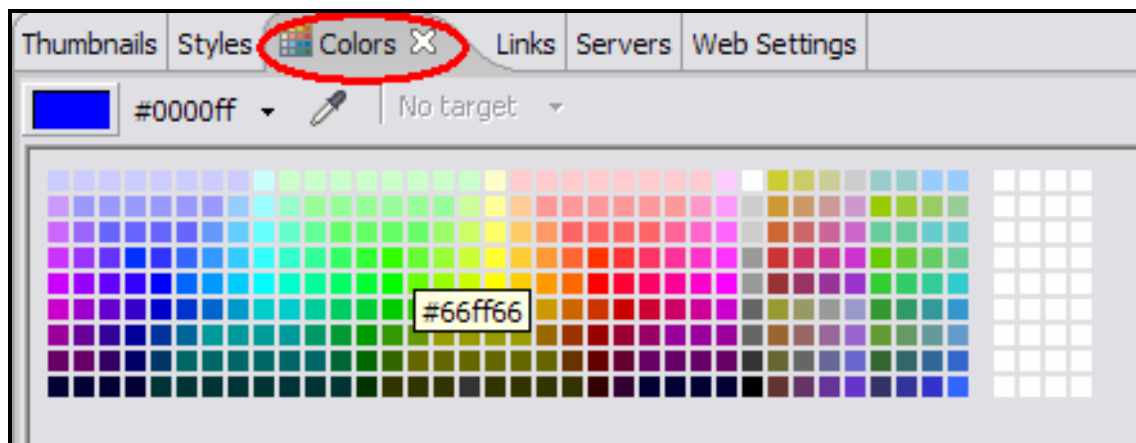 Thumbnails Styles Colors Links Servers Web Settings
#0000ff No target
#66ff66